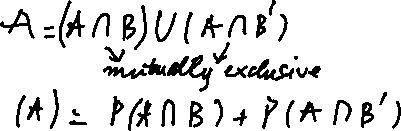 A = (A ∩ B) U (A ∩ B')
mutually exclusive
(A) = P(A ∩ B) + P(A ∩ B')